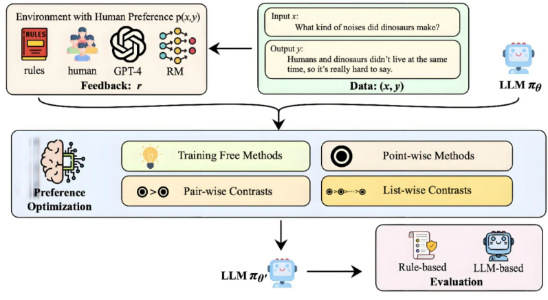 Environment with Human Preference p(x,y)
RULES
rules
human
GPT-4
RM
Feedback: r
Input x:
What kind of noises did dinosaurs make?
Output y:
Humans and dinosaurs didn't live at the same
time, so it's really hard to say.
Data: (x, y)
LLM πθ
Preference
Optimization
Training Free Methods
Point-wise Methods
Pair-wise Contrasts
List-wise Contrasts
LLM πθ'
Rule-based
LLM-based
Evaluation